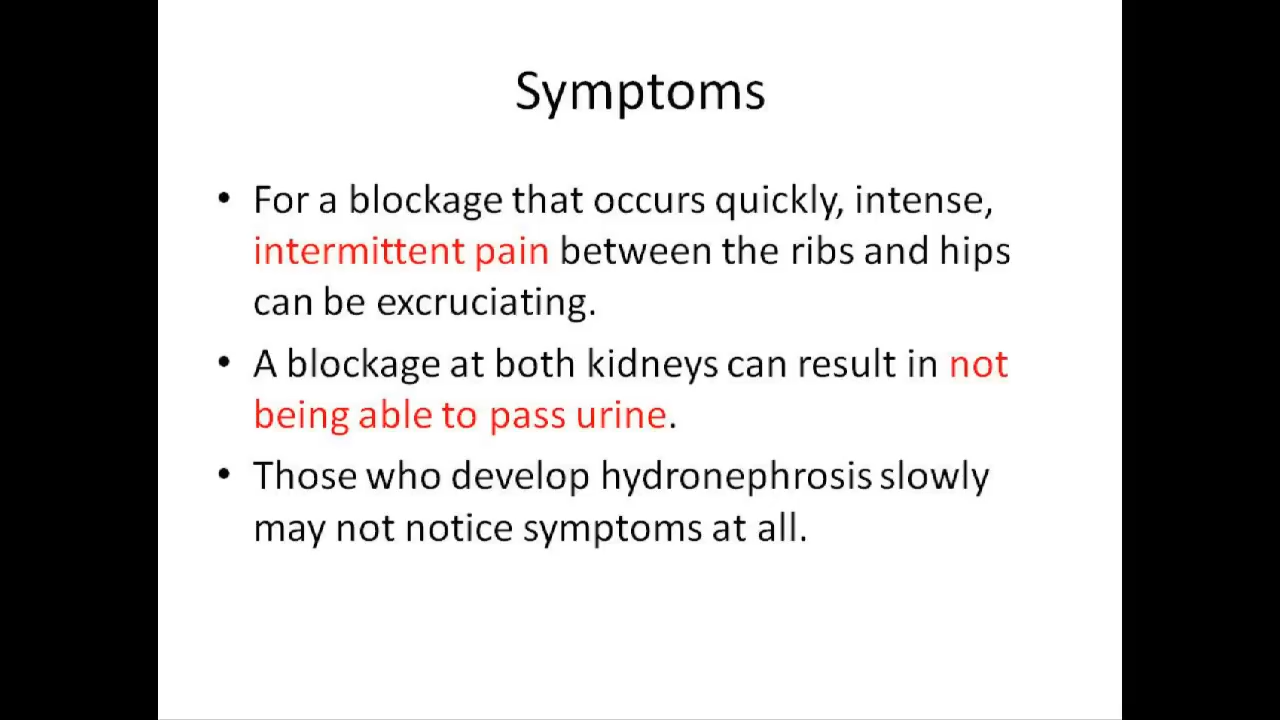 Symptoms
• For a blockage that occurs quickly, intense,
intermittent pain between the ribs and hips
can be excruciating.
• A blockage at both kidneys can result in not
being able to pass urine.
• Those who develop hydronephrosis slowly
may not notice symptoms at all.